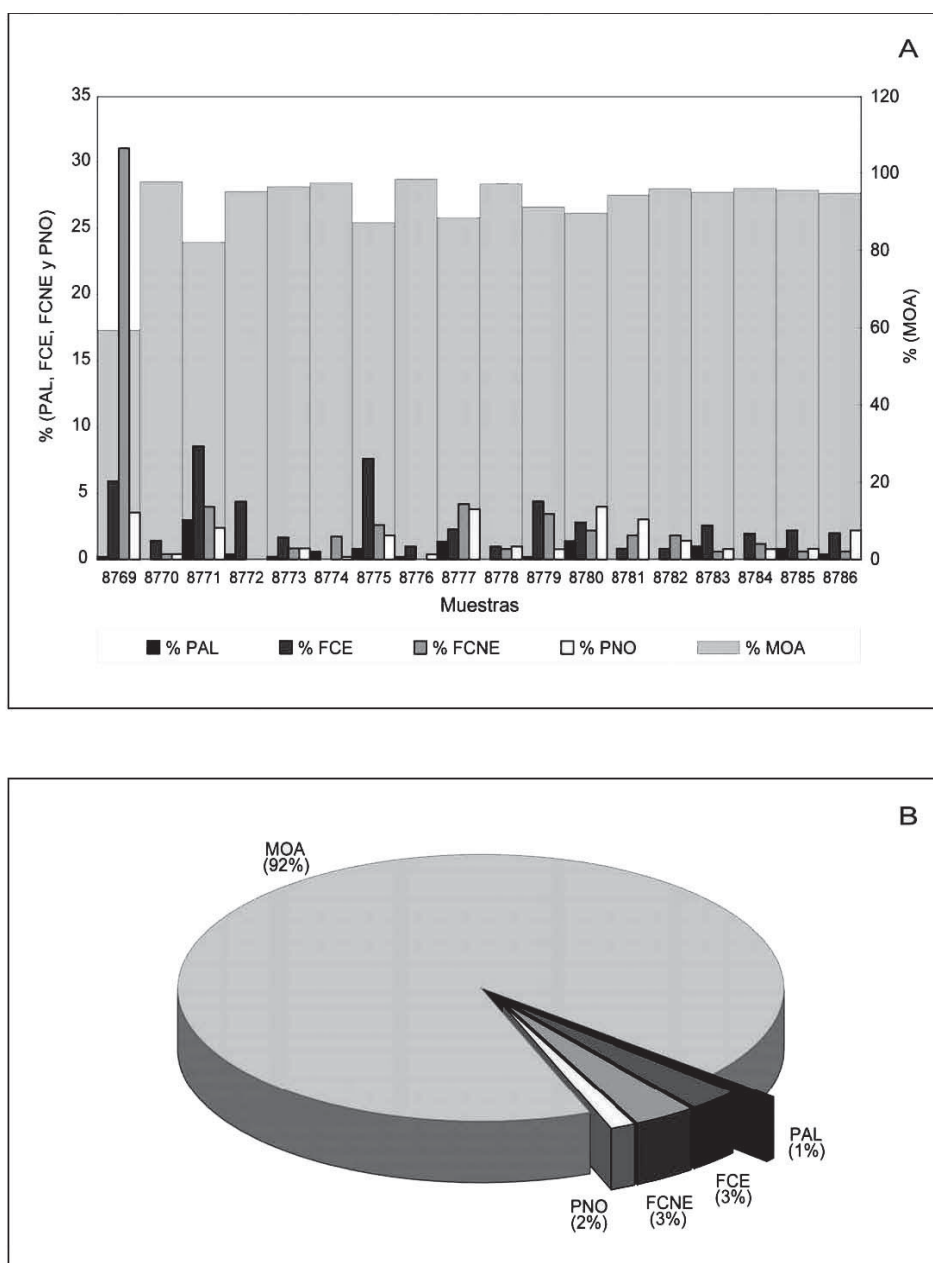 A
% (PAL, FCE, FCNE y PNO)
35
30
25
20
15
10
5
0
120
100
80
60
40
20
0
% (MOA)
8769 8770 8771 8772 8773 8774 8775 8776 8777 8778 8779 8780 8781 8782 8783 8784 8785 8786
Muestras
% PAL % FCE % FCNE % PNO % MOA
B
MOA
(92%)
PAL
(1%)
FCE
(3%)
FCNE
(3%)
PNO
(2%)